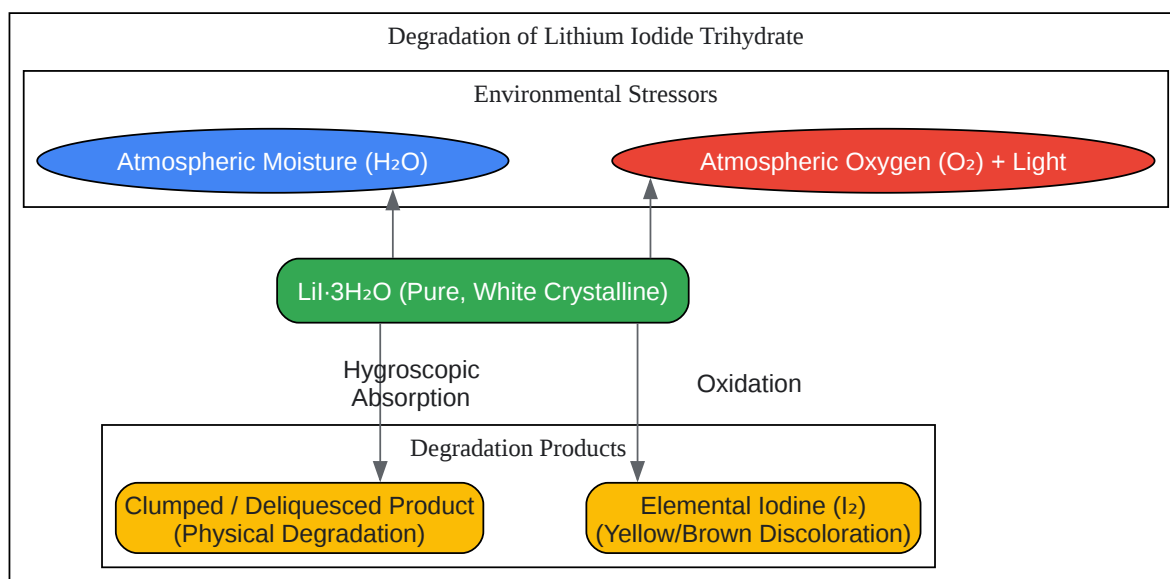 Degradation of Lithium Iodide Trihydrate
Environmental Stressors
Atmospheric Moisture (H₂O)
Atmospheric Oxygen (O₂) + Light
LiI·3H₂O (Pure, White Crystalline)
Hygroscopic
Absorption
Oxidation
Degradation Products
Clumped / Deliquesced Product
(Physical Degradation)
Elemental Iodine (I₂)
(Yellow/Brown Discoloration)